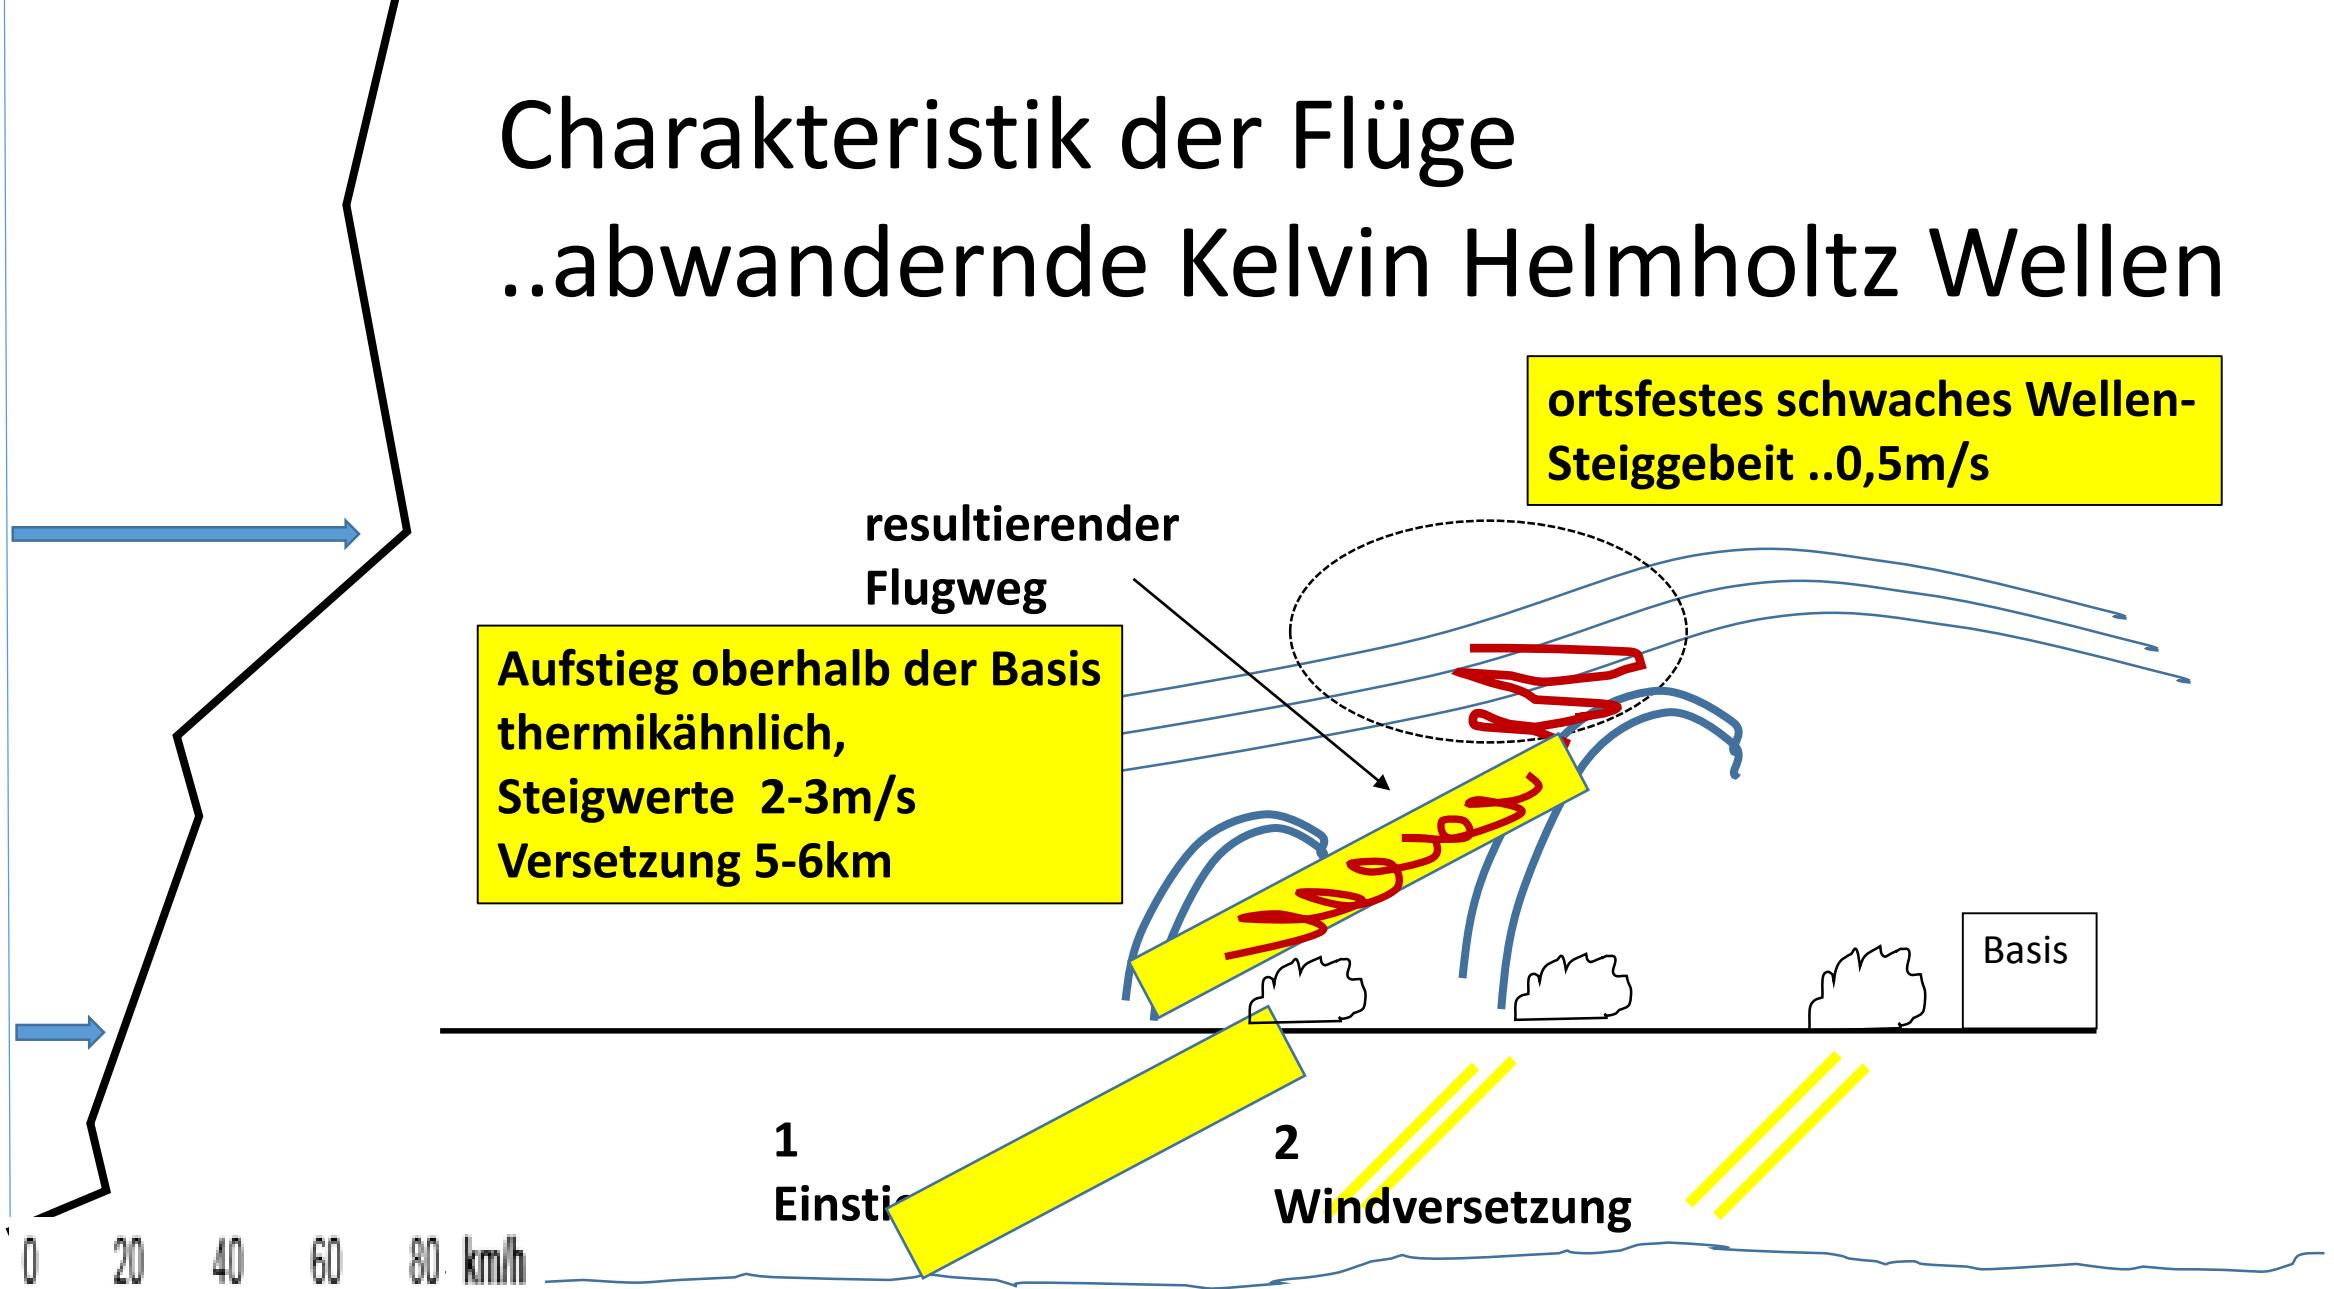 Charakteristik der Flüge
..abwandernde Kelvin Helmholtz Wellen
ortsfestes schwaches Wellen-
Steiggebeit ..0,5m/s
resultierender
Flugweg
Aufstieg oberhalb der Basis
thermikähnlich,
Steigwerte 2-3m/s
Versetzung 5-6km
Basis
1
2
Windversetzung
0 20 40 60 80 km/h